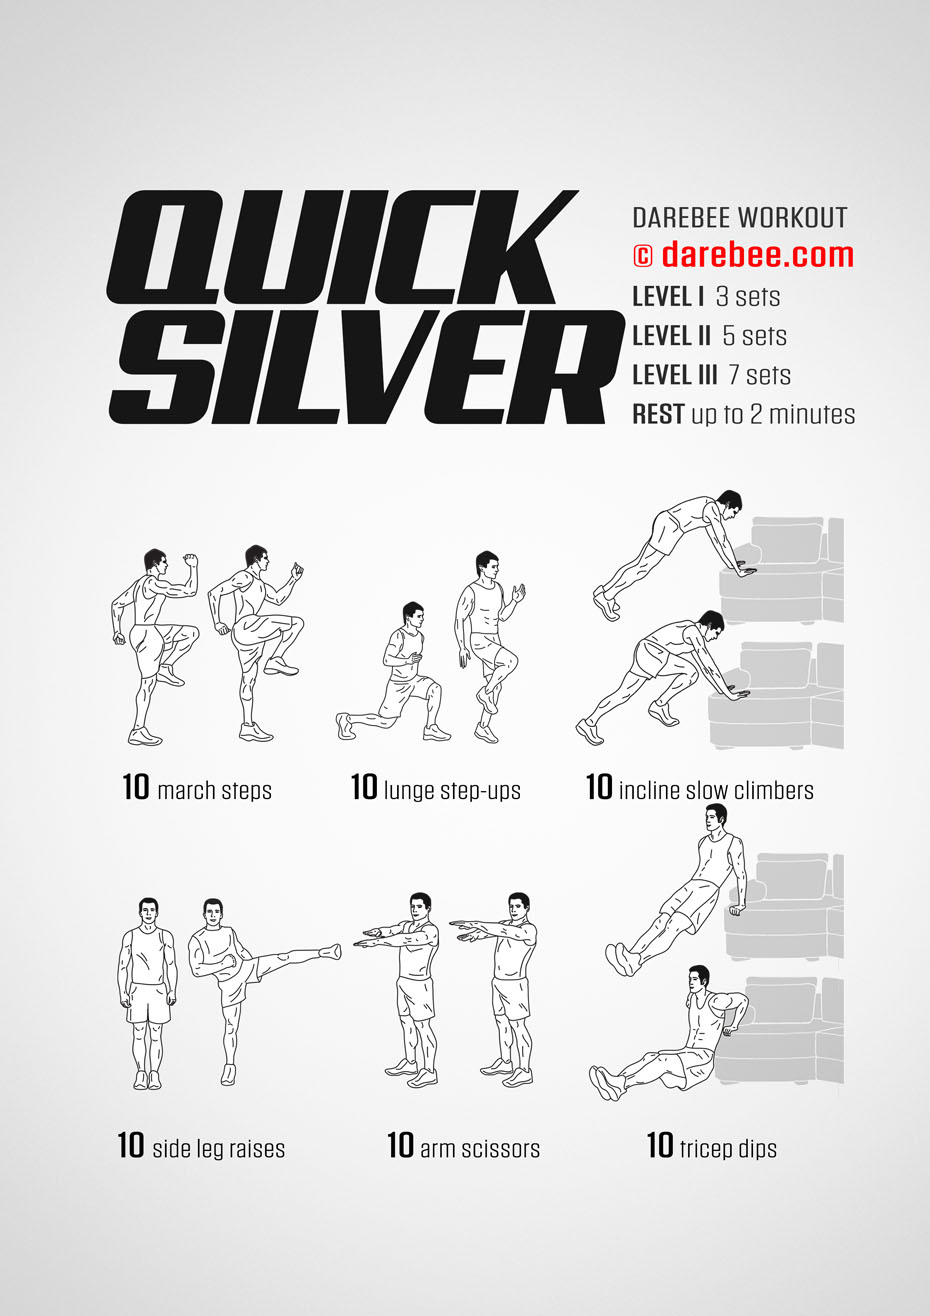 QUICK
SILVER
DAREBEE WORKOUT
© darebee.com
LEVEL I 3 sets
LEVEL II 5 sets
LEVEL III 7 sets
REST up to 2 minutes
10 march steps
10 lunge step-ups
10 incline slow climbers
10 side leg raises
10 arm scissors
10 tricep dips